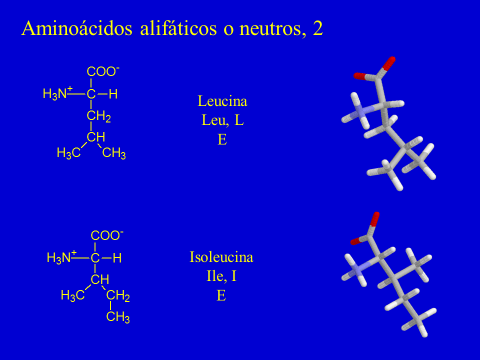 Aminoácidos alifáticos o neutros, 2
COO-
H3N+ C H
CH2
CH
H3C CH3
Leucina
Leu, L
E
COO-
H3N+ C H
CH
H3C CH2
CH3
Isoleucina
Ile, I
E